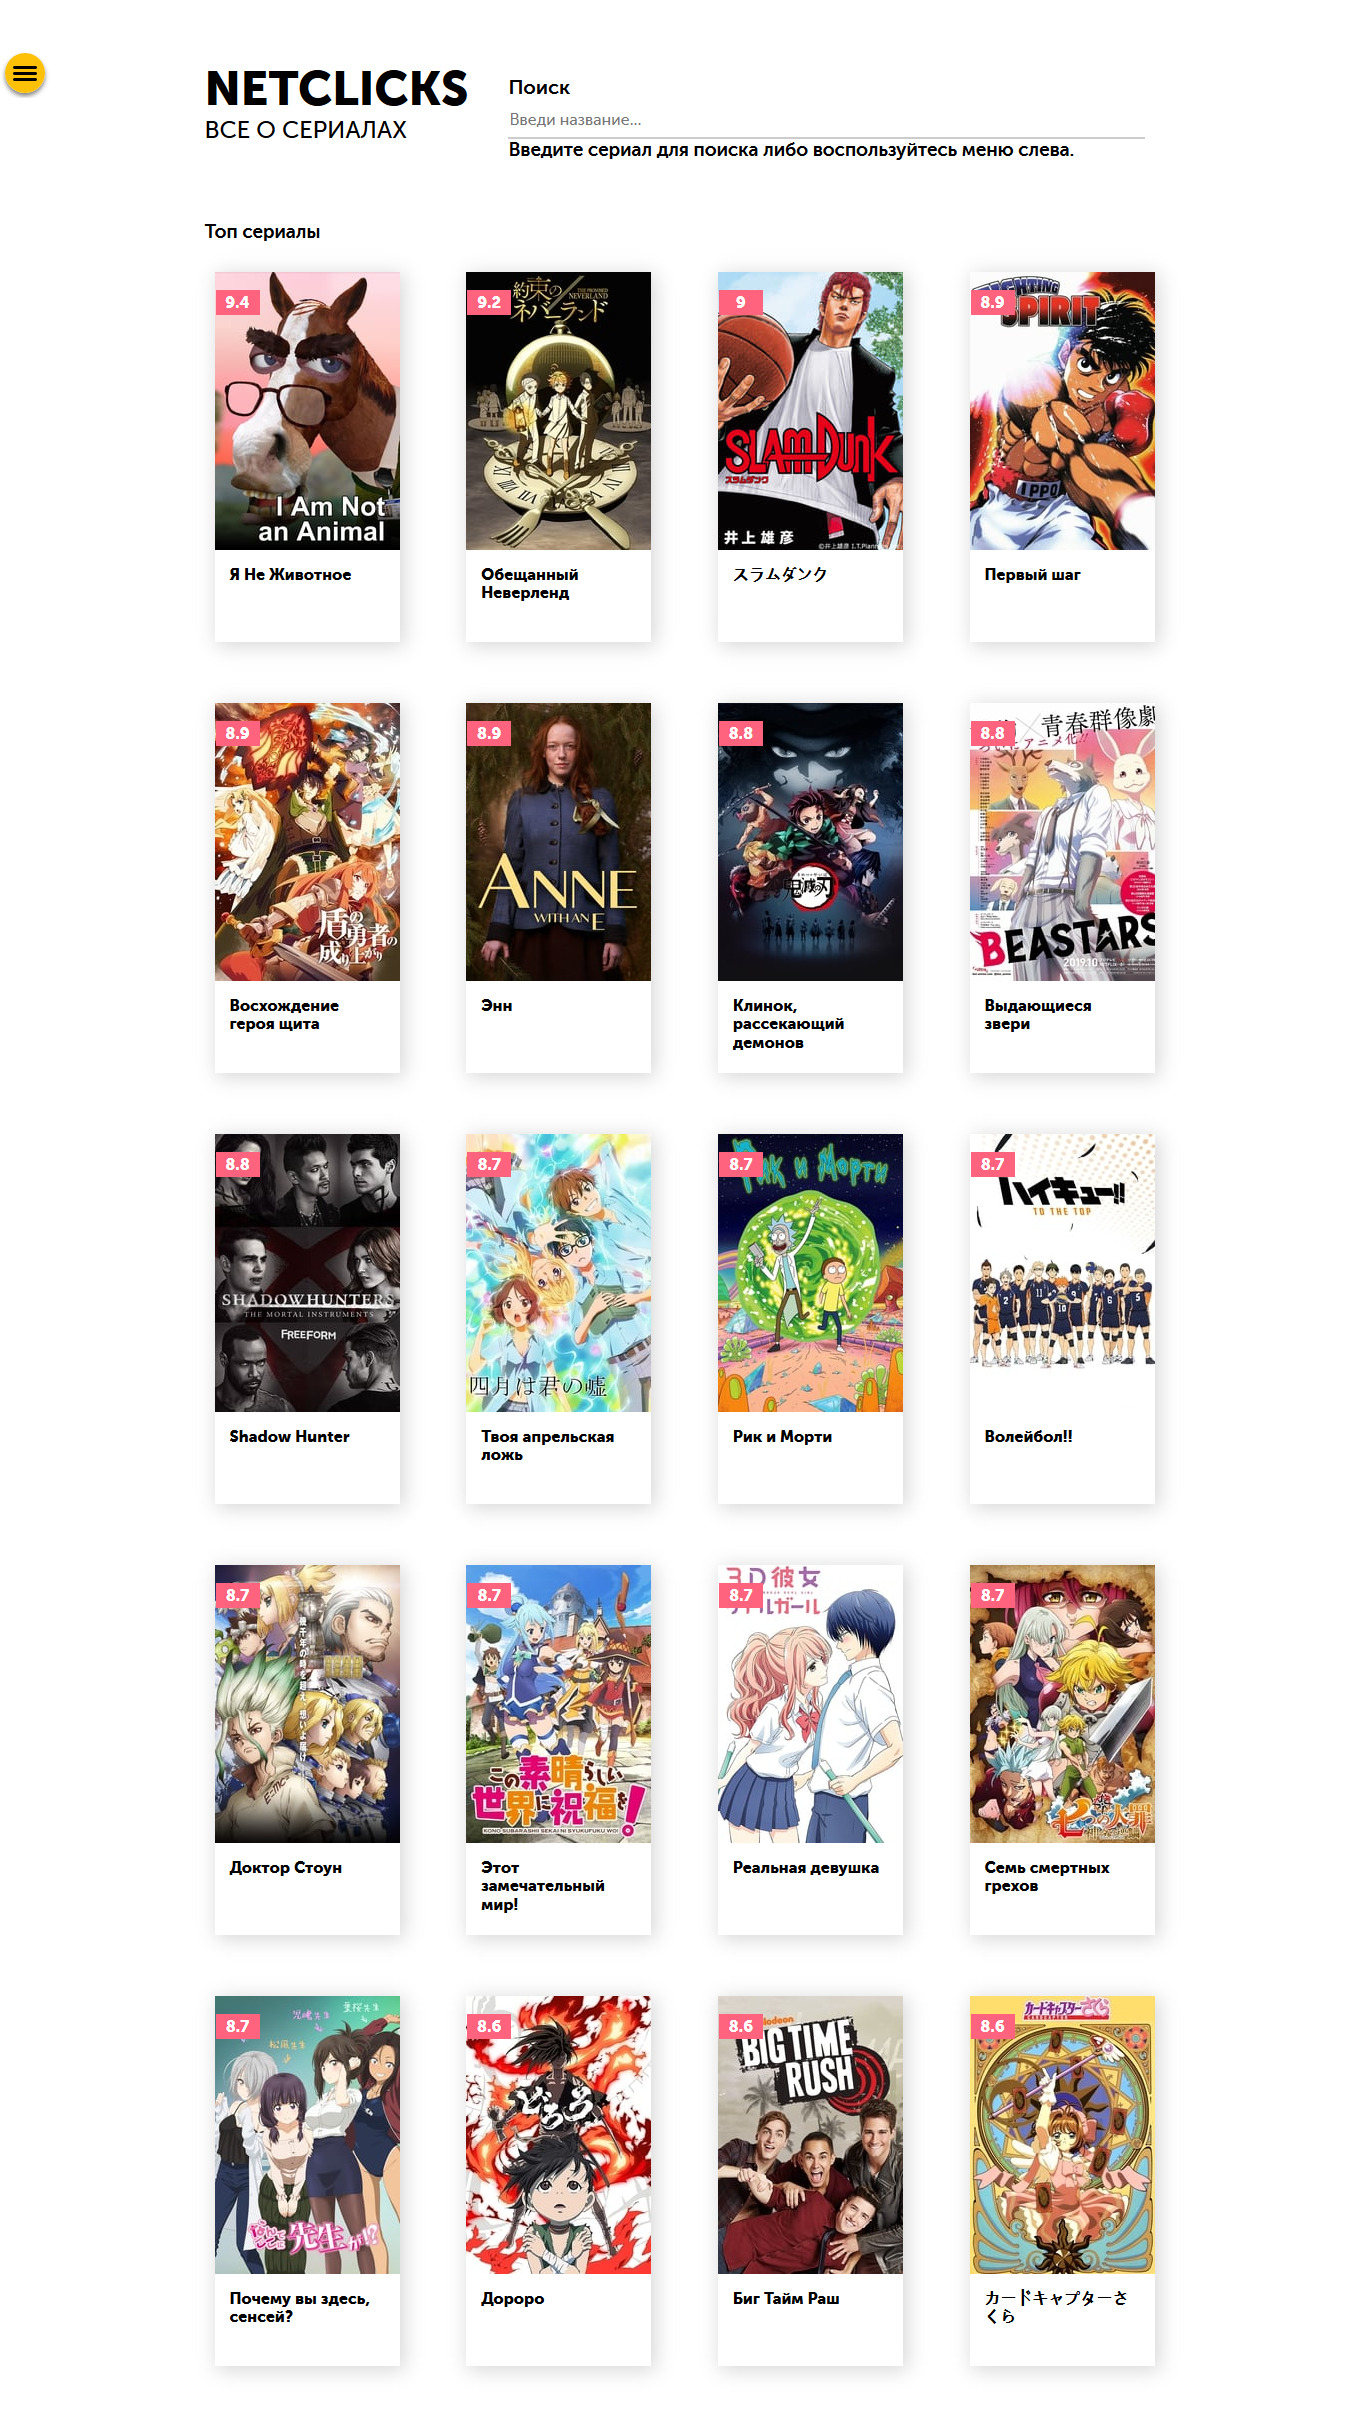 NETCLICKS
ВСЕ О СЕРИАЛАХ
Поиск
Введи название...
Введите сериал для поиска либо воспользуйтесь меню слева.
Топ сериалы
9.4
I Am Not
an Animal
Я Не Животное
9.2
約束の
ネバーランド
THE PROMISED
NEVERLAND
Обещанный
Неверленд
9
SLAM DUNK
スラムダンク
井上雄彦
スラムダンク
8.9
FIGHTING
SPIRIT
IPPO
Первый шаг
8.9
盾の
勇者の
成り上がり
Восхождение
героя щита
8.9
ANNE
WITH AN E
Энн
8.8
鬼滅の刃
Клинок,
рассекающий
демонов
8.8
青春群像劇
BEASTARS
2019.10
Выдающиеся
звери
8.8
SHADOWHUNTERS
THE MORTAL INSTRUMENTS
FREEFORM
Shadow Hunter
8.7
四月は君の嘘
Твоя апрельская
ложь
8.7
Рик и Морти
Рик и Морти
8.7
ハイキュー!!
TO THE TOP
Волейбол!!
8.7
E=mc²
Доктор Стоун
8.7
この素晴らしい
世界に祝福を!
KONO SUBARASHII SEKAI NI SYUKUFUKU WO!
Этот
замечательный
мир!
8.7
3D彼女
リアルガール
Реальная девушка
8.7
七つの大罪
Семь смертных
грехов
8.7
なんでここに先生が!?
Почему вы здесь,
сенсей?
8.6
どろろ
Дороро
8.6
BIG TIME
RUSH
Биг Тайм Раш
8.6
カードキャプターさくら
カードキャプターさ
くら